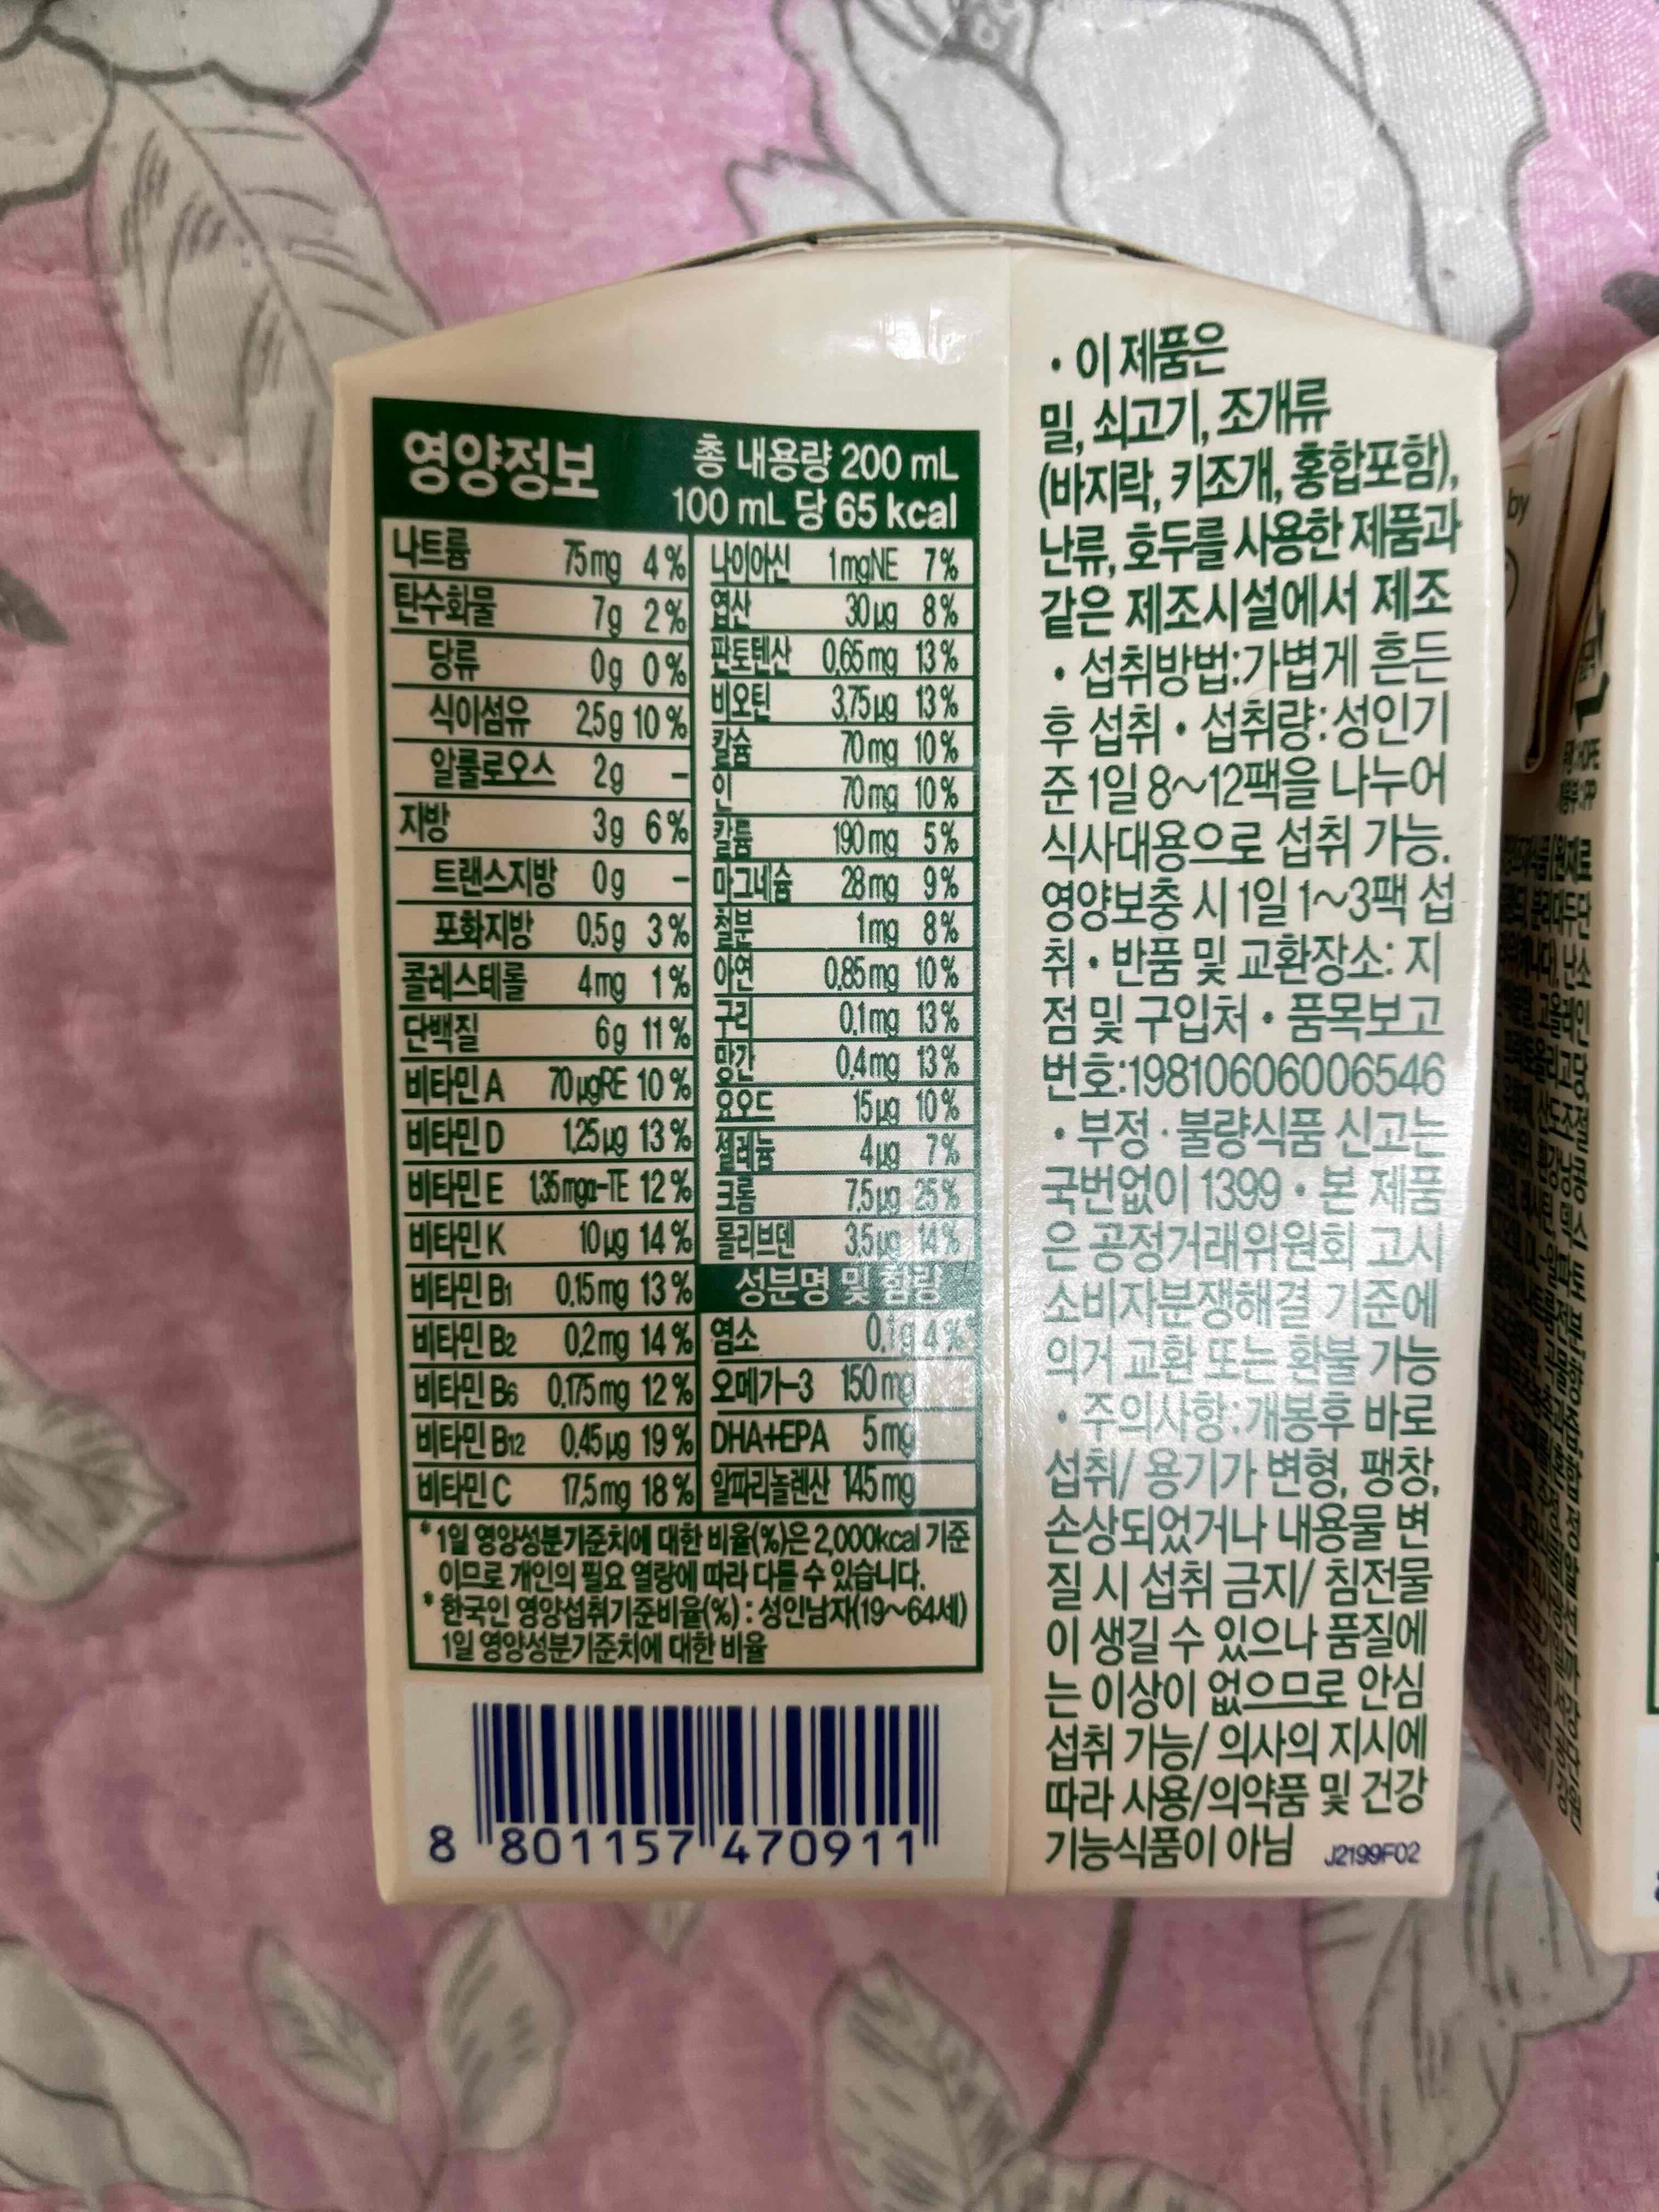 영양정보
총 내용량 200 mL
100 mL 당 65 kcal
나트륨 75mg 4%
탄수화물 7g 2%
당류 0g 0%
식이섬유 2.5g 10%
알룰로오스 2g -
지방 3g 6%
트랜스지방 0g -
포화지방 0.5g 3%
콜레스테롤 4mg 1%
단백질 6g 11%
비타민 A 70μgRE 10%
비타민 D 1.25μg 13%
비타민 E 1.35mgα-TE 12%
비타민 K 10μg 14%
비타민 B1 0.15mg 13%
비타민 B2 0.2mg 14%
비타민 B6 0.175mg 12%
비타민 B12 0.45μg 19%
비타민 C 17.5mg 18%
나이아신 1mgNE 7%
엽산 30μg 8%
판토텐산 0.65mg 13%
비오틴 3.75μg 13%
칼슘 70mg 10%
인 70mg 10%
칼륨 190mg 5%
마그네슘 28mg 9%
철분 1mg 8%
아연 0.85mg 10%
구리 0.1mg 13%
망간 0.4mg 13%
요오드 15μg 10%
셀레늄 4μg 7%
크롬 7.5μg 25%
몰리브덴 3.5μg 14%
성분명 및 함량
염소 0.1g 4%*
오메가-3 150mg
DHA+EPA 5mg
알파리놀렌산 145mg
* 1일 영양성분기준치에 대한 비율(%)은 2,000kcal 기준
이므로 개인의 필요 열량에 따라 다를 수 있습니다.
* 한국인 영양섭취기준비율(%) : 성인남자(19~64세)
1일 영양성분기준치에 대한 비율
8 801157 470911
• 이 제품은
밀, 쇠고기, 조개류
(바지락, 키조개, 홍합포함),
난류, 호두를 사용한 제품과
같은 제조시설에서 제조
• 섭취방법:가볍게 흔든
후 섭취 • 섭취량:성인기
준 1일 8~12팩을 나누어
식사대용으로 섭취 가능.
영양보충 시 1일 1~3팩 섭
취 • 반품 및 교환장소: 지
점 및 구입처 • 품목보고
번호:19810606006546
• 부정·불량식품 신고는
국번없이 1399 • 본 제품
은 공정거래위원회 고시
소비자분쟁해결 기준에
의거 교환 또는 환불 가능
• 주의사항:개봉후 바로
섭취/ 용기가 변형, 팽창,
손상되었거나 내용물 변
질 시 섭취 금지/ 침전물
이 생길 수 있으나 품질에
는 이상이 없으므로 안심
섭취 가능/ 의사의 지시에
따라 사용/의약품 및 건강
기능식품이 아님 J2199F02
by